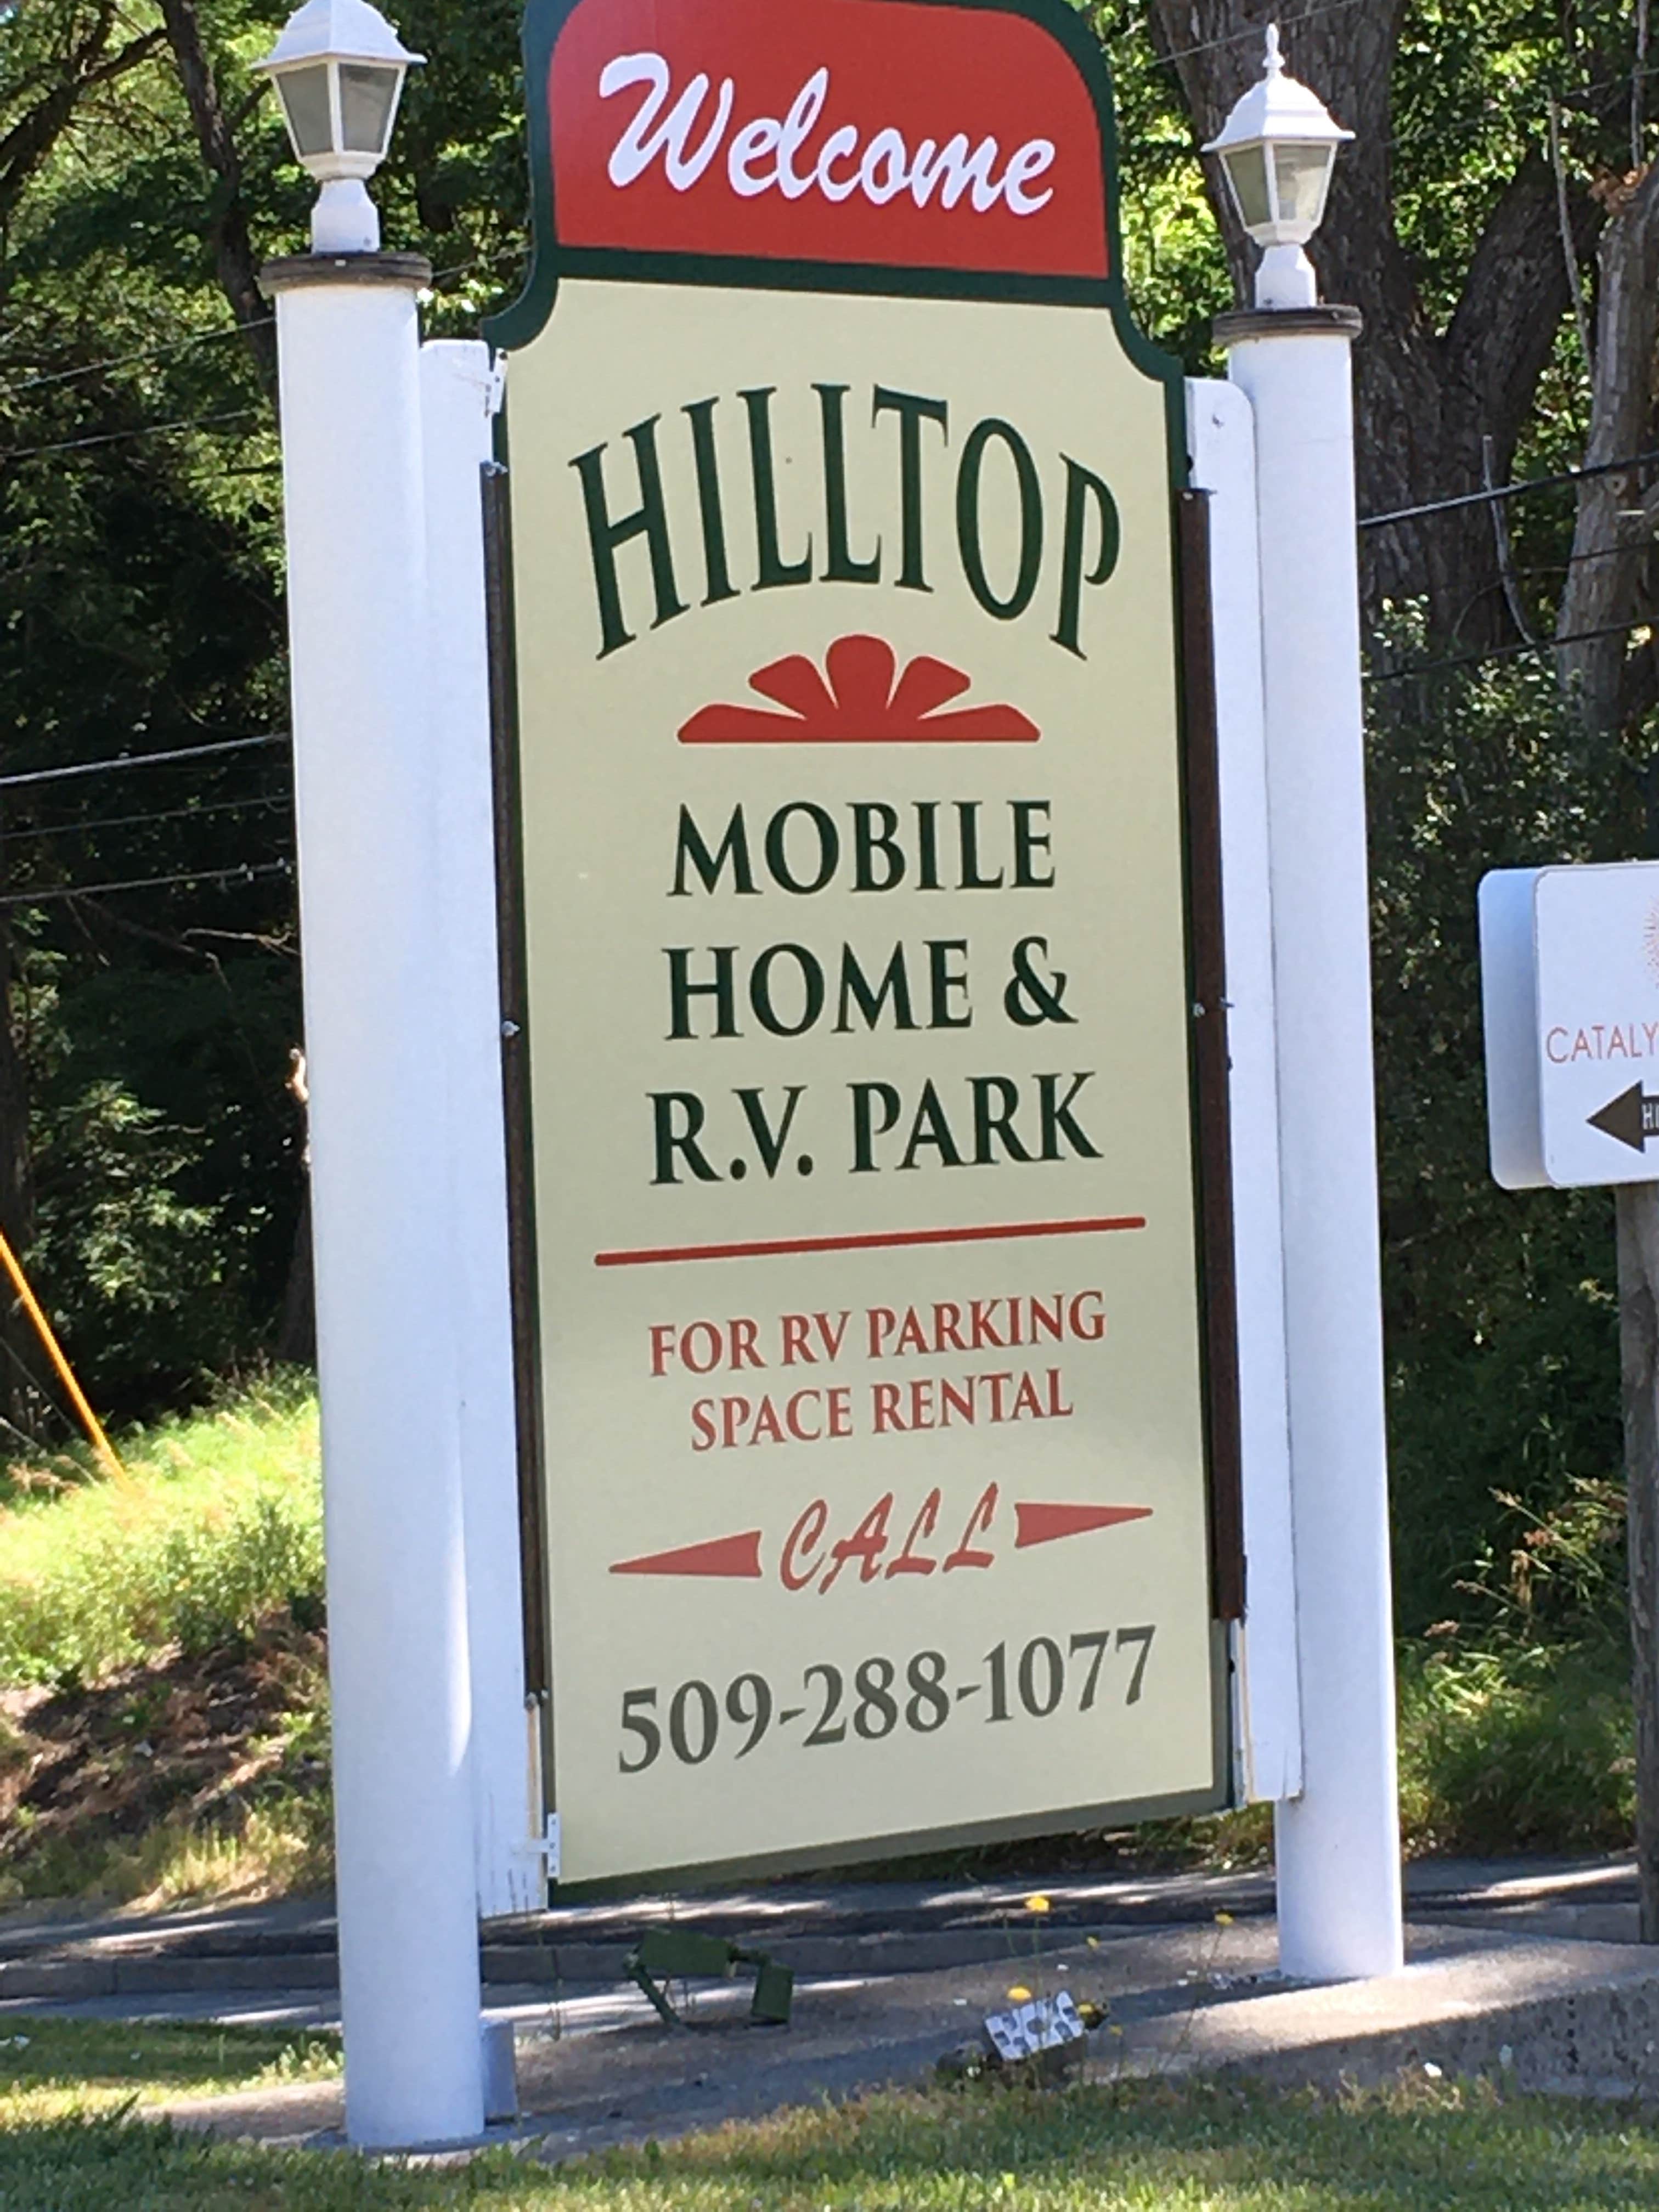 Welcome
HILLTOP
MOBILE
HOME &
R.V. PARK
FOR RV PARKING
SPACE RENTAL
CALL
509-288-1077